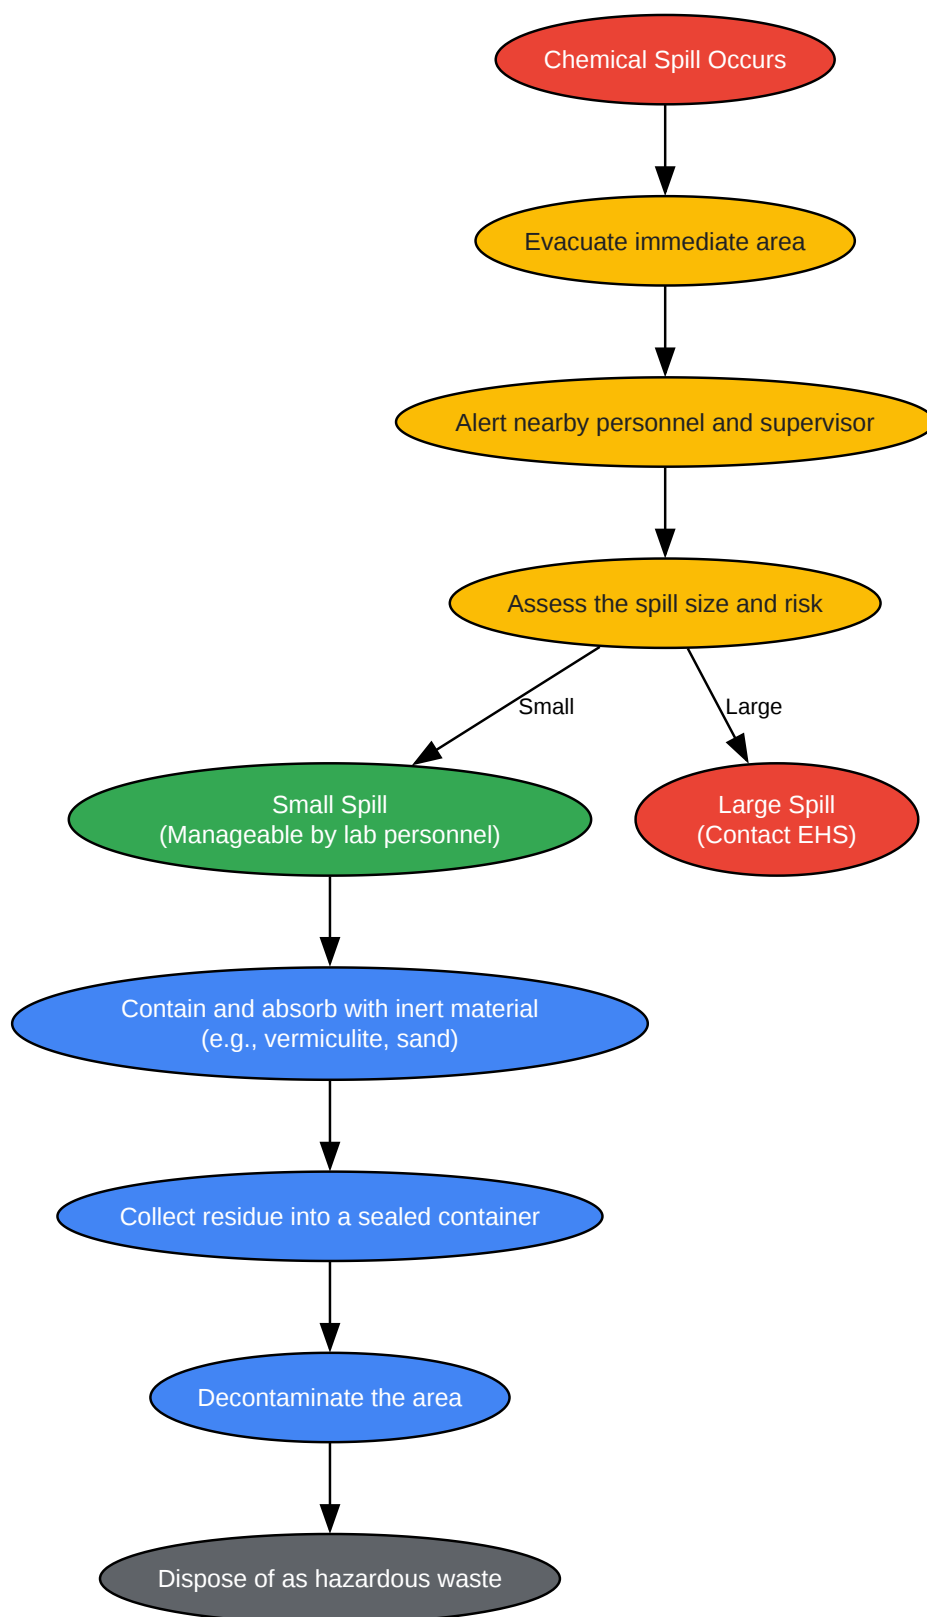 Chemical Spill Occurs
Evacuate immediate area
Alert nearby personnel and supervisor
Assess the spill size and risk
Small
Large
Small Spill
(Manageable by lab personnel)
Large Spill
(Contact EHS)
Contain and absorb with inert material
(e.g., vermiculite, sand)
Collect residue into a sealed container
Decontaminate the area
Dispose of as hazardous waste